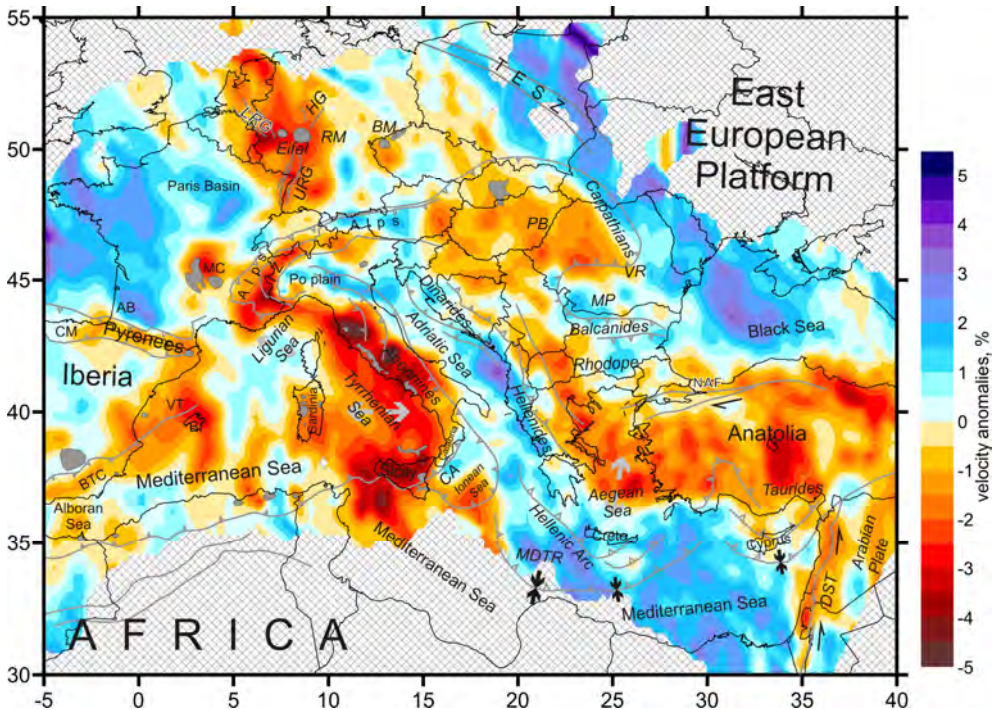 55
50
45
40
35
30
-5
0
5
10
15
20
25
30
35
40
TESZ
East
European
Platform
LRG
HG
Eifel
RM
BM
URG
Paris Basin
Carpathians
Alps
PB
MC
Alps
Po plain
VR
AB
Dinarides
MP
Balcanides
Black Sea
CM
Pyrenees
Ligurian
Sea
Adriatic Sea
Apennines
Rhodope
Iberia
NAF
VT
BI
Sardinia
Tyrrhenian
Sea
Hellenides
Anatolia
BTC
Mediterranean Sea
CA
Ionean
Sea
Aegean
Sea
Taurides
Alboran
Sea
Hellenic Arc
Crete
Cyprus
Arabian
Plate
Mediterranean Sea
MDTR
DST
Mediterranean Sea
AFRICA
5
4
3
2
1
0
-1
-2
-3
-4
-5
velocity anomalies, %